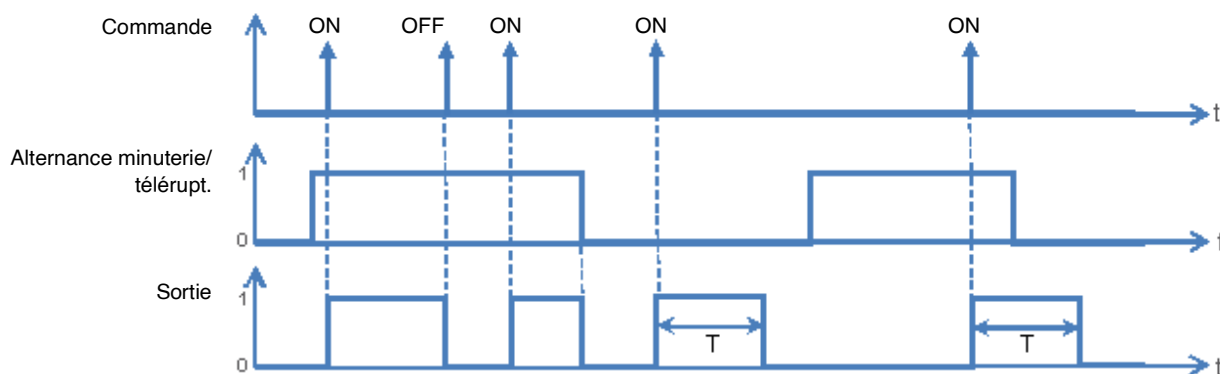 Commande
ON OFF ON ON ON
t
Alternance minuterie/
télérupt.
1
0
t
Sortie
1
T T
0
t